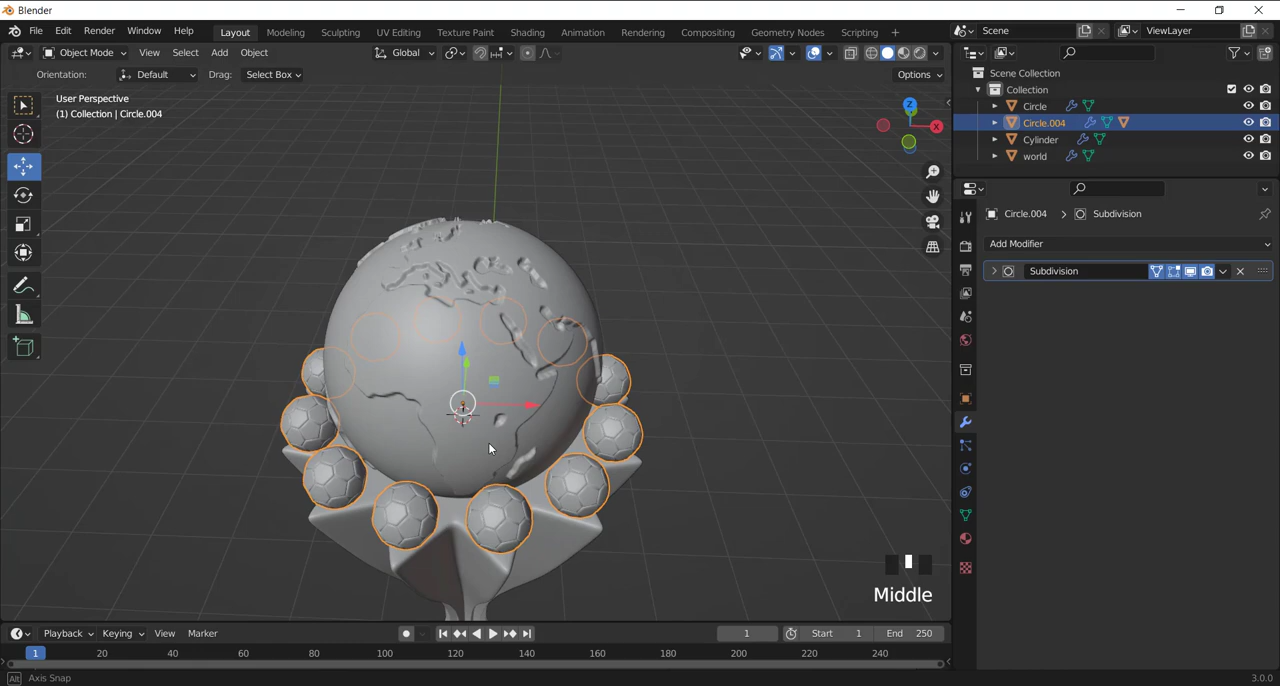 Blender
File Edit Render Window Help Layout Modeling Sculpting UV Editing Texture Paint Shading Animation Rendering Compositing Geometry Nodes Scripting + Scene ViewLayer
Object Mode View Select Add Object Global
Orientation: Default Drag: Select Box Options
User Perspective
(1) Collection | Circle.004
Z
X
Scene Collection
Collection
Circle
Circle.004
Cylinder
world
Circle.004 > Subdivision
Add Modifier
Subdivision
Middle
Playback Keying View Marker 1 Start 1 End 250
1 20 40 60 80 100 120 140 160 180 200 220 240
Alt Axis Snap 3.0.0